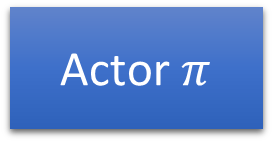 Actor π